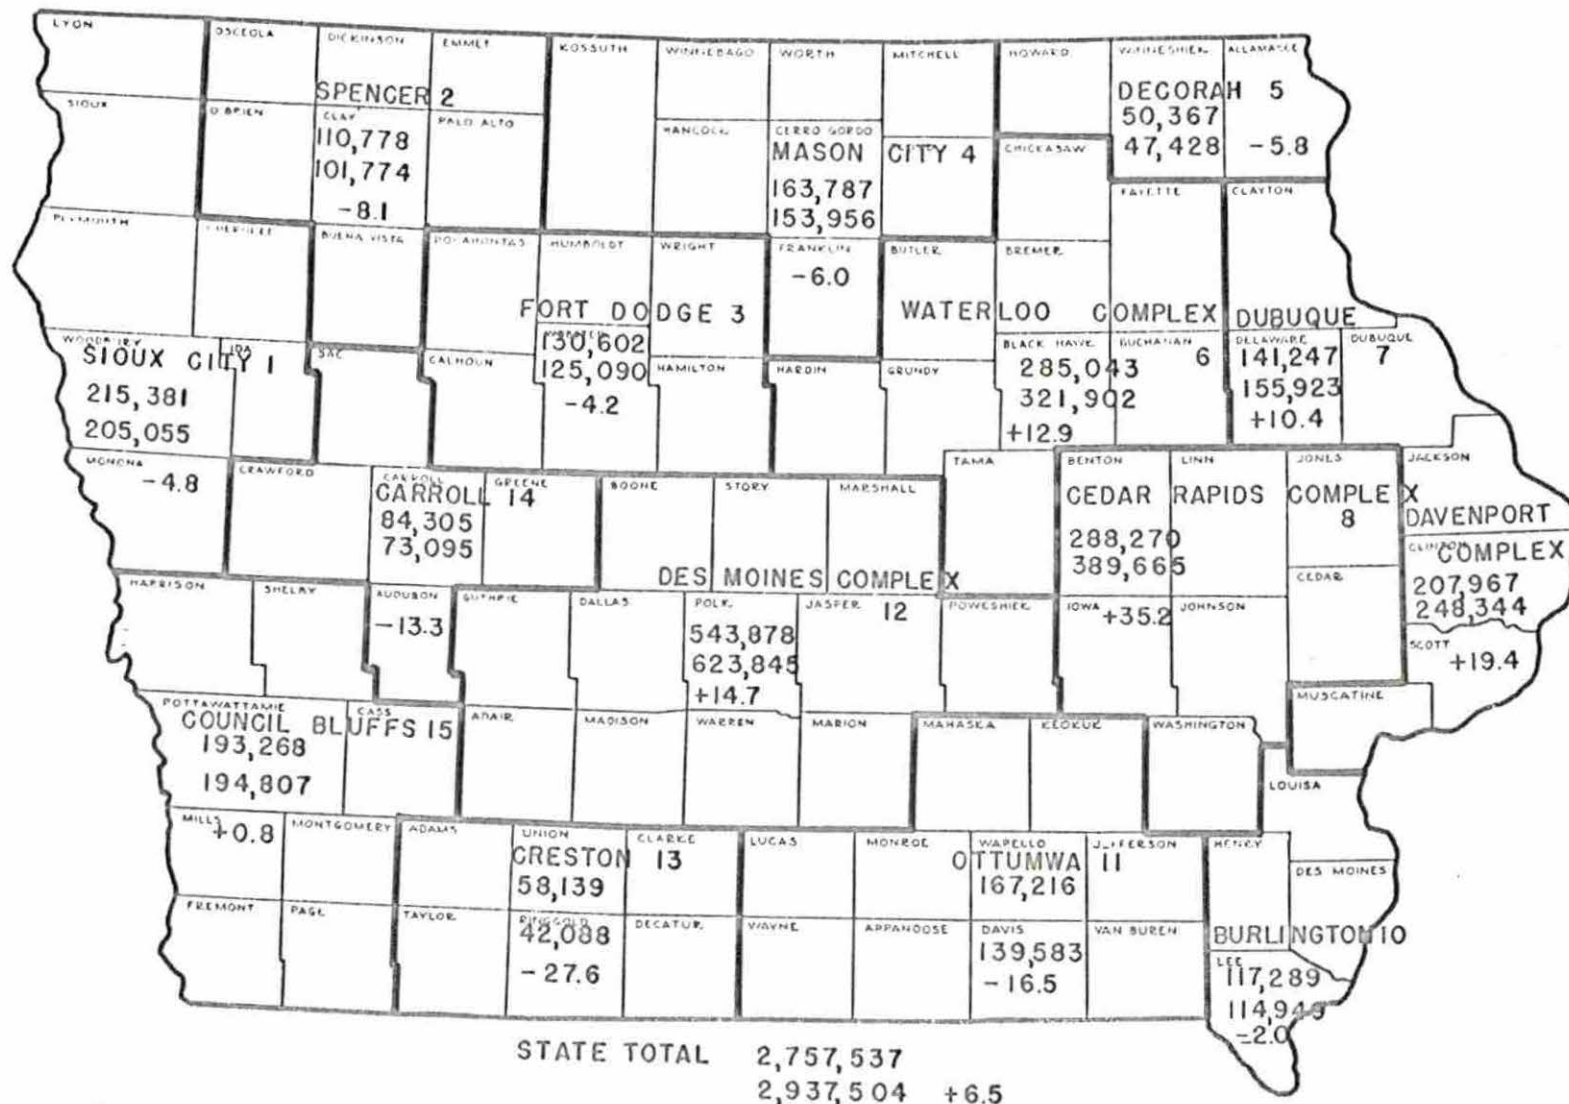 LYON
OSCEOLA
DICKINSON
EMMET
KOSSUTH
WINNEBAGO
WORTH
MITCHELL
HOWARD
WINNESHIEK
ALLAMAKEE
SPENCER 2
DECORAH 5
50,367
47,428 -5.8
SIOUX
O'BRIEN
CLAY
110,778
101,774
-8.1
PALO ALTO
HANCOCK
CERRO GORDO
MASON CITY 4
163,787
153,956
CHICKASAW
FAYETTE
CLAYTON
PLYMOUTH
CHEROKEE
BUENA VISTA
POCAHONTAS
HUMBOLDT
WRIGHT
FRANKLIN
-6.0
BUTLER
BREMER
FORT DODGE 3
WATERLOO COMPLEX
6
DUBUQUE
7
WOODBURY
SIOUX CITY 1
215,381
205,055
IDA
SAC
CALHOUN
130,602
125,090
-4.2
HAMILTON
HARDIN
GRUNDY
BLACK HAWK
285,043
321,902
+12.9
BUCHANAN
DELAWARE
141,247
155,923
+10.4
DUBUQUE
MONONA
-4.8
CRAWFORD
CARROLL
CARROLL 14
84,305
73,095
GREENE
BOONE
STORY
MARSHALL
TAMA
BENTON
LINN
JONES
JACKSON
CEDAR RAPIDS COMPLEX
8
288,270
389,665
DAVENPORT
CLINTON
COMPLEX
207,967
248,344
DES MOINES COMPLEX
12
CEDAR
HARRISON
SHELBY
AUDUBON
-13.3
GUTHRIE
DALLAS
POLK
543,878
623,845
+14.7
JASPER
POWESHIEK
IOWA
+35.2
JOHNSON
SCOTT
+19.4
MUSCATINE
POTTAWATTAMIE
CASS
COUNCIL BLUFFS 15
193,268
194,807
ADAIR
MADISON
WARREN
MARION
MAHASKA
KEOKUK
WASHINGTON
LOUISA
MILLS
+0.8
MONTGOMERY
ADAMS
UNION
CLARKE
CRESTON 13
58,139
LUCAS
MONROE
WAPELLO
JEFFERSON
OTTUMWA 11
167,216
HENRY
DES MOINES
FREMONT
PAGE
TAYLOR
RINGGOLD
42,088
-27.6
DECATUR
WAYNE
APPANOOSE
DAVIS
139,583
-16.5
VAN BUREN
BURLINGTON 10
LEE
117,289
114,949
-2.0
STATE TOTAL 2,757,537
2,937,504 +6.5